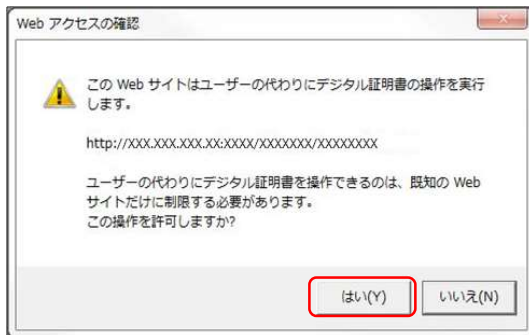 Web アクセスの確認
この Web サイトはユーザーの代わりにデジタル証明書の操作を実行
します。
http://XXX.XXX.XXX.XX:XXXX/XXXXXXX/XXXXXXXX
ユーザーの代わりにデジタル証明書を操作できるのは、既知の Web
サイトだけに制限する必要があります。
この操作を許可しますか?
はい(Y) いいえ(N)